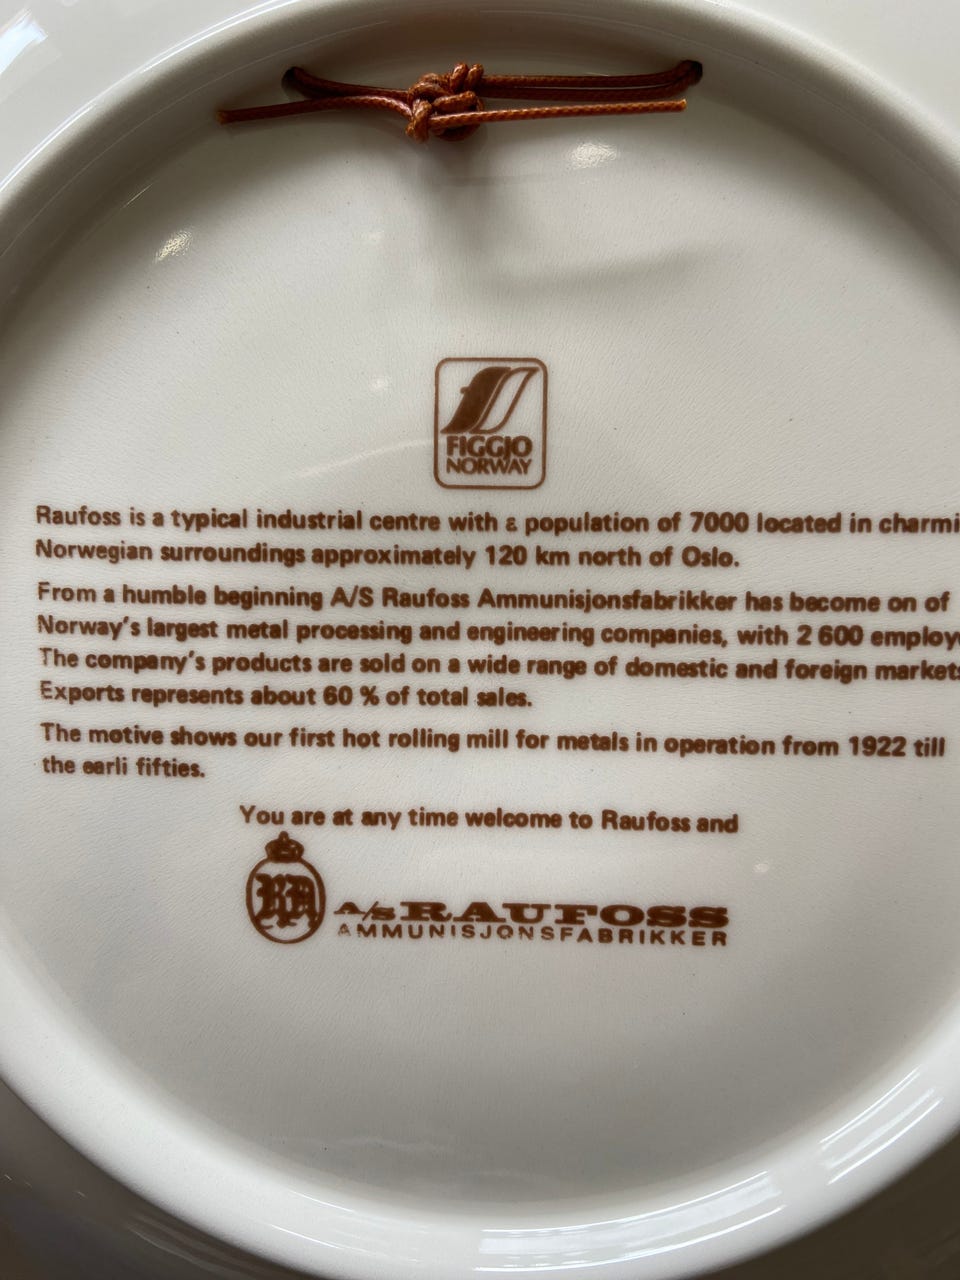 FIGGJO
NORWAY
Raufoss is a typical industrial centre with a population of 7000 located in charmi
Norwegian surroundings approximately 120 km north of Oslo.
From a humble beginning A/S Raufoss Ammunisjonsfabrikker has become on of
Norway's largest metal processing and engineering companies, with 2 600 employe
The company's products are sold on a wide range of domestic and foreign markets
Exports represents about 60 % of total sales.
The motive shows our first hot rolling mill for metals in operation from 1922 till
the earli fifties.
You are at any time welcome to Raufoss and
RA
A/S RAUFOSS
AMMUNISJONSFABRIKKER